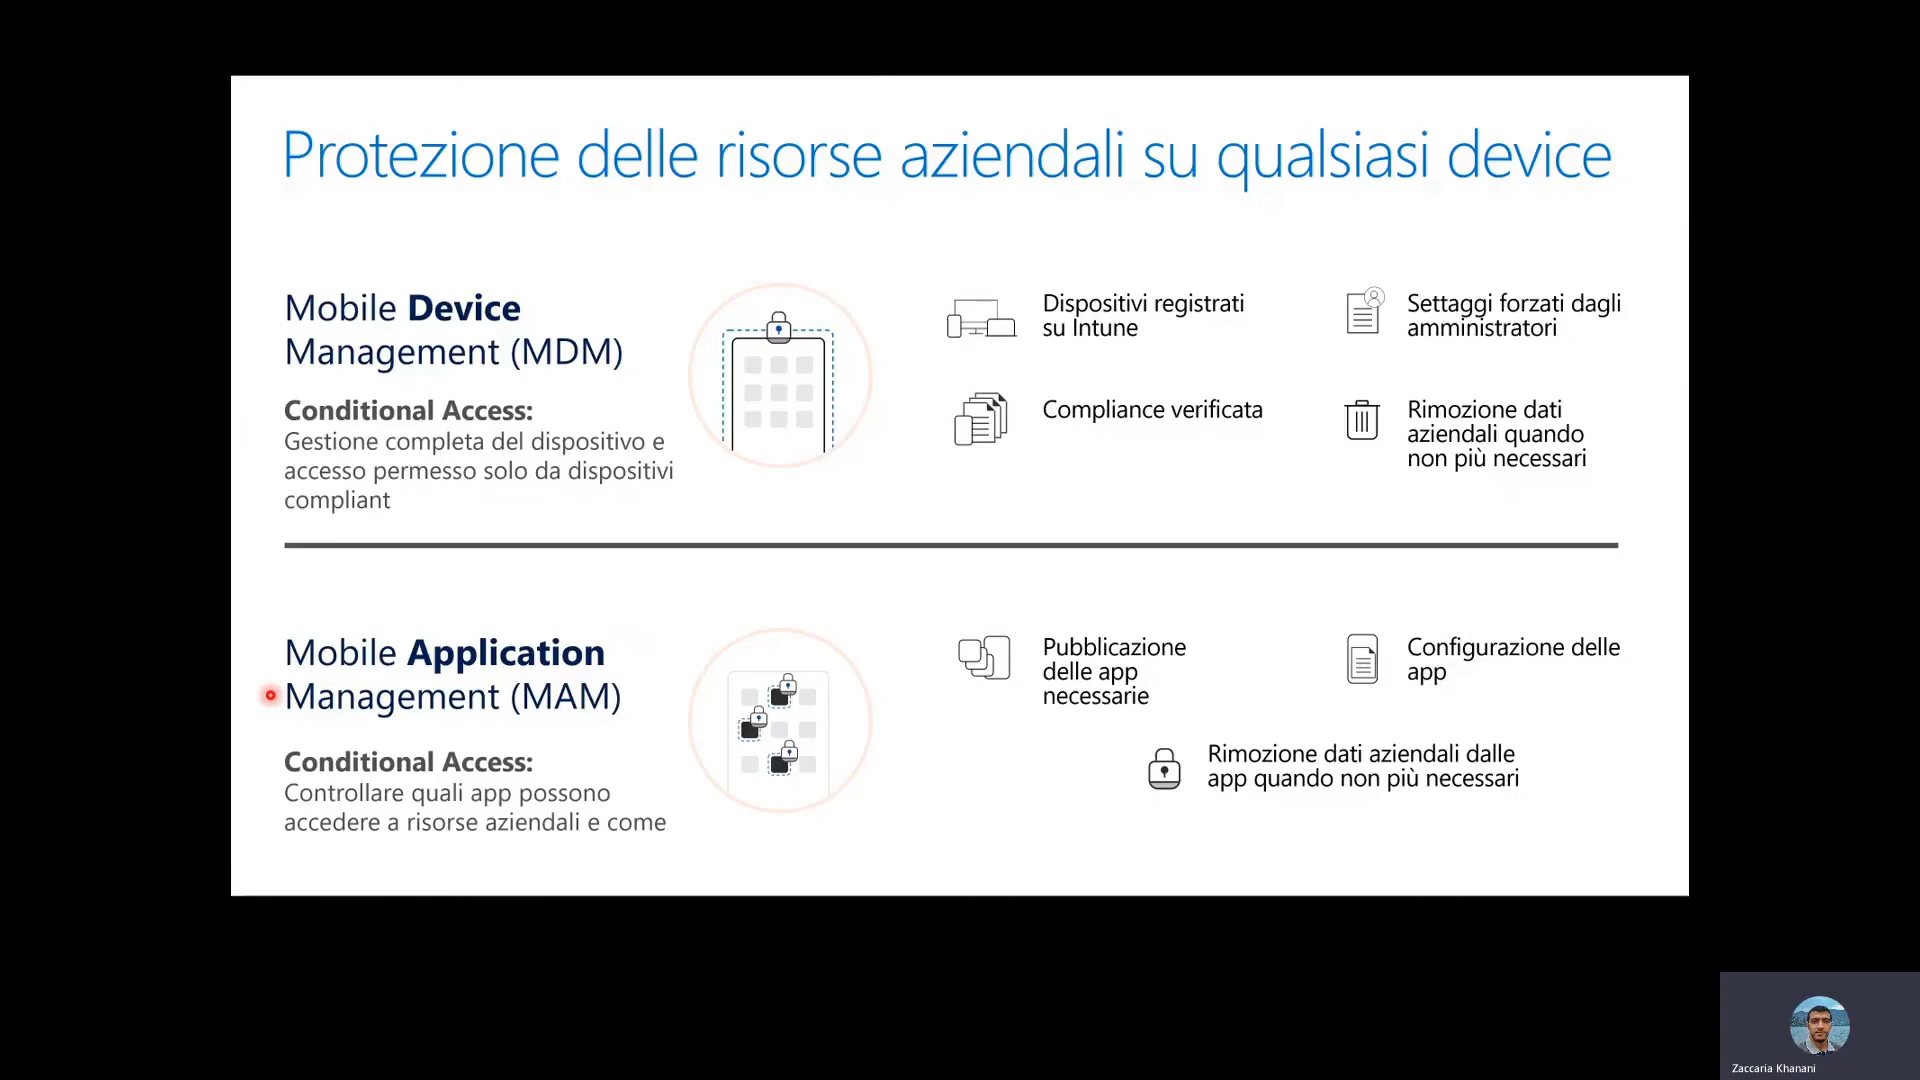 Protezione delle risorse aziendali su qualsiasi device
Mobile Device
Management (MDM)
Conditional Access:
Gestione completa del dispositivo e
accesso permesso solo da dispositivi
compliant
Dispositivi registrati
su Intune
Settaggi forzati dagli
amministratori
Compliance verificata
Rimozione dati
aziendali quando
non più necessari
Mobile Application
Management (MAM)
Conditional Access:
Controllare quali app possono
accedere a risorse aziendali e come
Pubblicazione
delle app
necessarie
Configurazione delle
app
Rimozione dati aziendali dalle
app quando non più necessari
Zaccaria Khanani